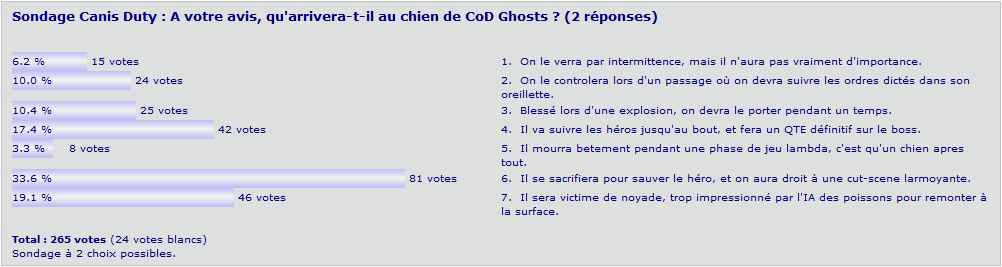 Sondage Canis Duty : A votre avis, qu'arrivera-t-il au chien de CoD Ghosts ? (2 réponses)
6.2 % 15 votes 1. On le verra par intermittence, mais il n'aura pas vraiment d'importance.
10.0 % 24 votes 2. On le controlera lors d'un passage où on devra suivre les ordres dictés dans son
oreillette.
10.4 % 25 votes 3. Blessé lors d'une explosion, on devra le porter pendant un temps.
17.4 % 42 votes 4. Il va suivre les héros jusqu'au bout, et fera un QTE définitif sur le boss.
3.3 % 8 votes 5. Il mourra betement pendant une phase de jeu lambda, c'est qu'un chien apres
tout.
33.6 % 81 votes 6. Il se sacrifiera pour sauver le héro, et on aura droit à une cut-scene larmoyante.
19.1 % 46 votes 7. Il sera victime de noyade, trop impressionné par l'IA des poissons pour remonter à
la surface.
Total : 265 votes (24 votes blancs)
Sondage à 2 choix possibles.